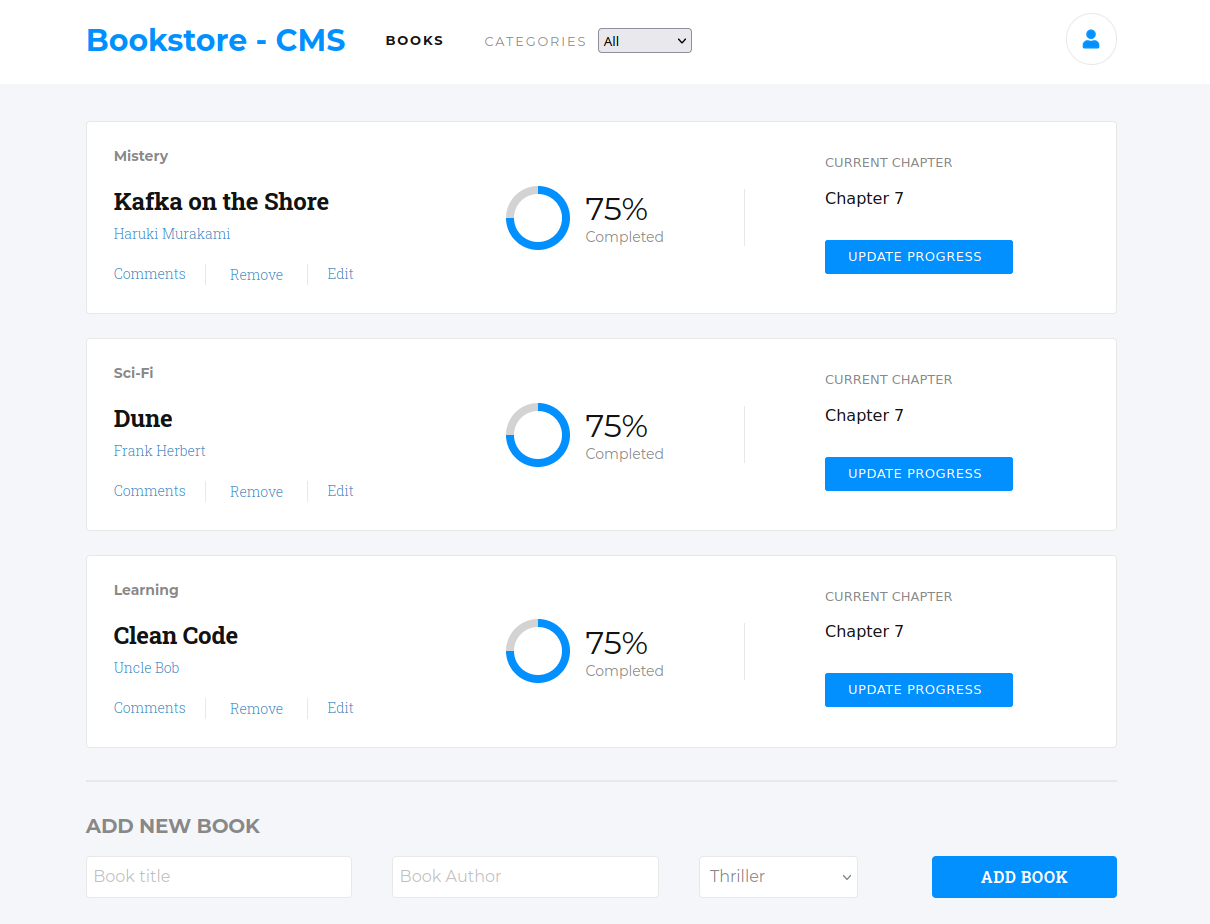 Bookstore - CMS
BOOKS
CATEGORIES
All
Mistery
Kafka on the Shore
Haruki Murakami
Comments
Remove
Edit
75%
Completed
CURRENT CHAPTER
Chapter 7
UPDATE PROGRESS
Sci-Fi
Dune
Frank Herbert
Comments
Remove
Edit
75%
Completed
CURRENT CHAPTER
Chapter 7
UPDATE PROGRESS
Learning
Clean Code
Uncle Bob
Comments
Remove
Edit
75%
Completed
CURRENT CHAPTER
Chapter 7
UPDATE PROGRESS
ADD NEW BOOK
Book title
Book Author
Thriller
ADD BOOK